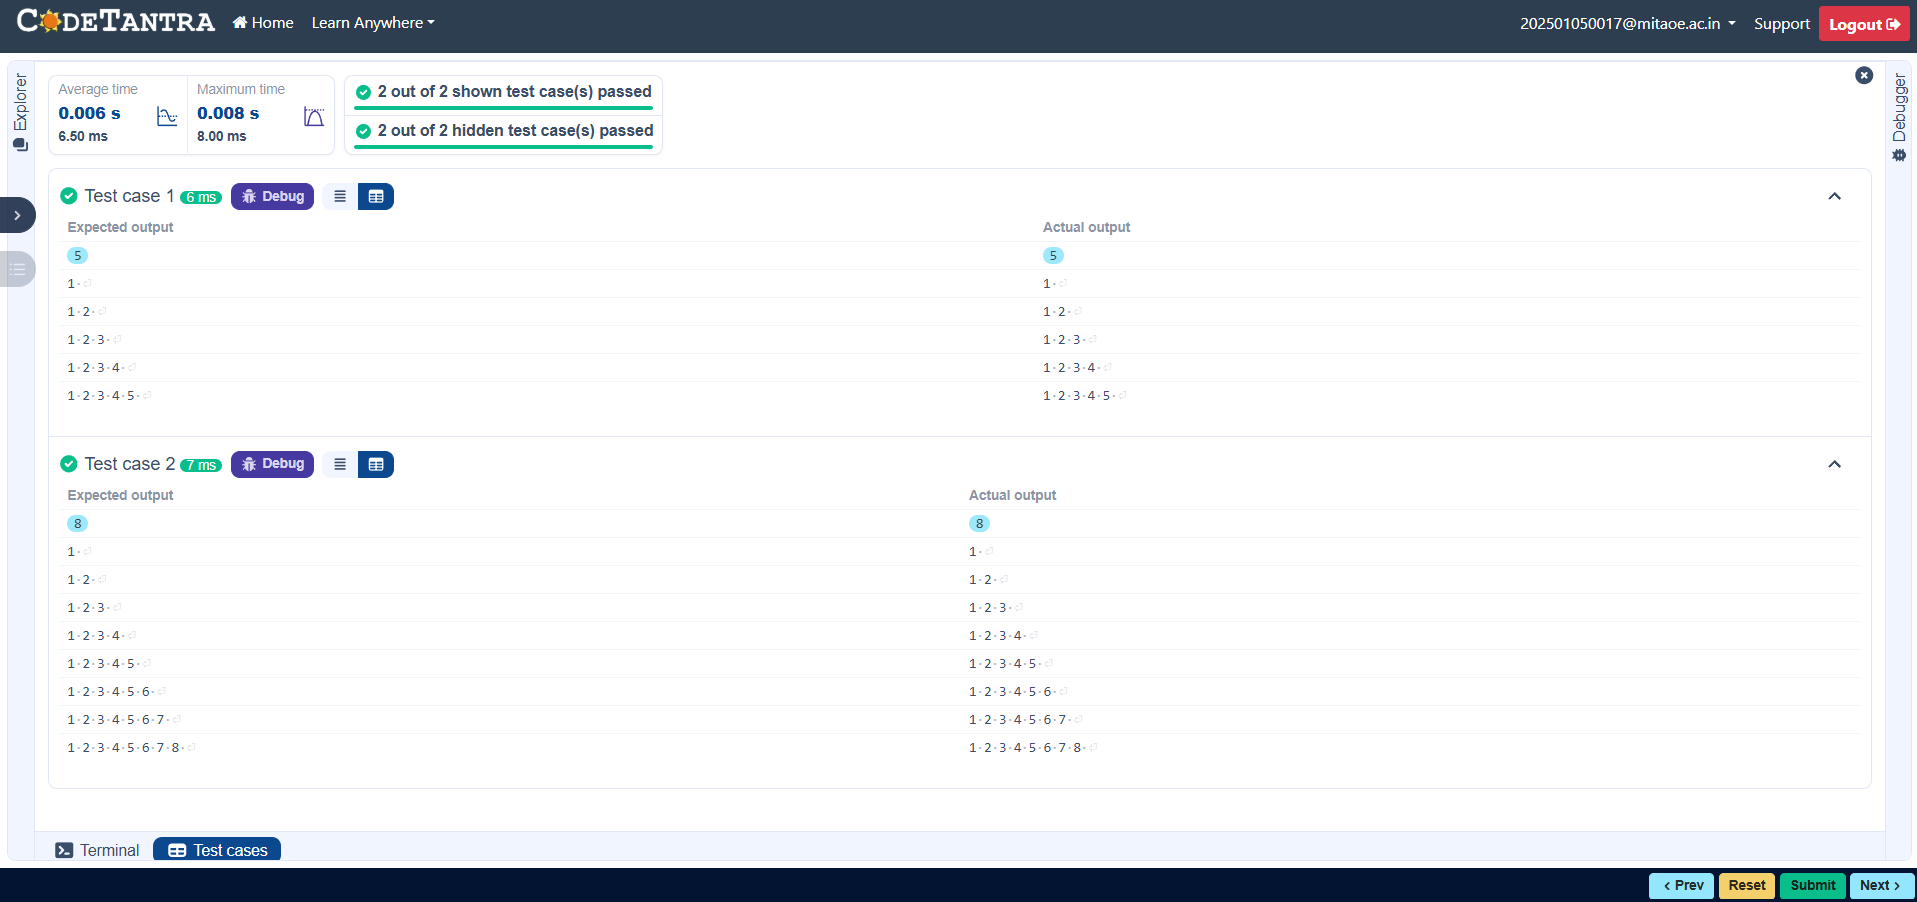 CODETANTRA Home Learn Anywhere 202501050017@mitaoe.ac.in Support Logout
Explorer
Debugger
Average time
0.006 s
6.50 ms
Maximum time
0.008 s
8.00 ms
2 out of 2 shown test case(s) passed
2 out of 2 hidden test case(s) passed
Test case 1 6 ms Debug
Expected output Actual output
5 5
1· 1·
1·2· 1·2·
1·2·3· 1·2·3·
1·2·3·4· 1·2·3·4·
1·2·3·4·5· 1·2·3·4·5·
Test case 2 7 ms Debug
Expected output Actual output
8 8
1· 1·
1·2· 1·2·
1·2·3· 1·2·3·
1·2·3·4· 1·2·3·4·
1·2·3·4·5· 1·2·3·4·5·
1·2·3·4·5·6· 1·2·3·4·5·6·
1·2·3·4·5·6·7· 1·2·3·4·5·6·7·
1·2·3·4·5·6·7·8· 1·2·3·4·5·6·7·8·
Terminal Test cases
‹ Prev Reset Submit Next ›